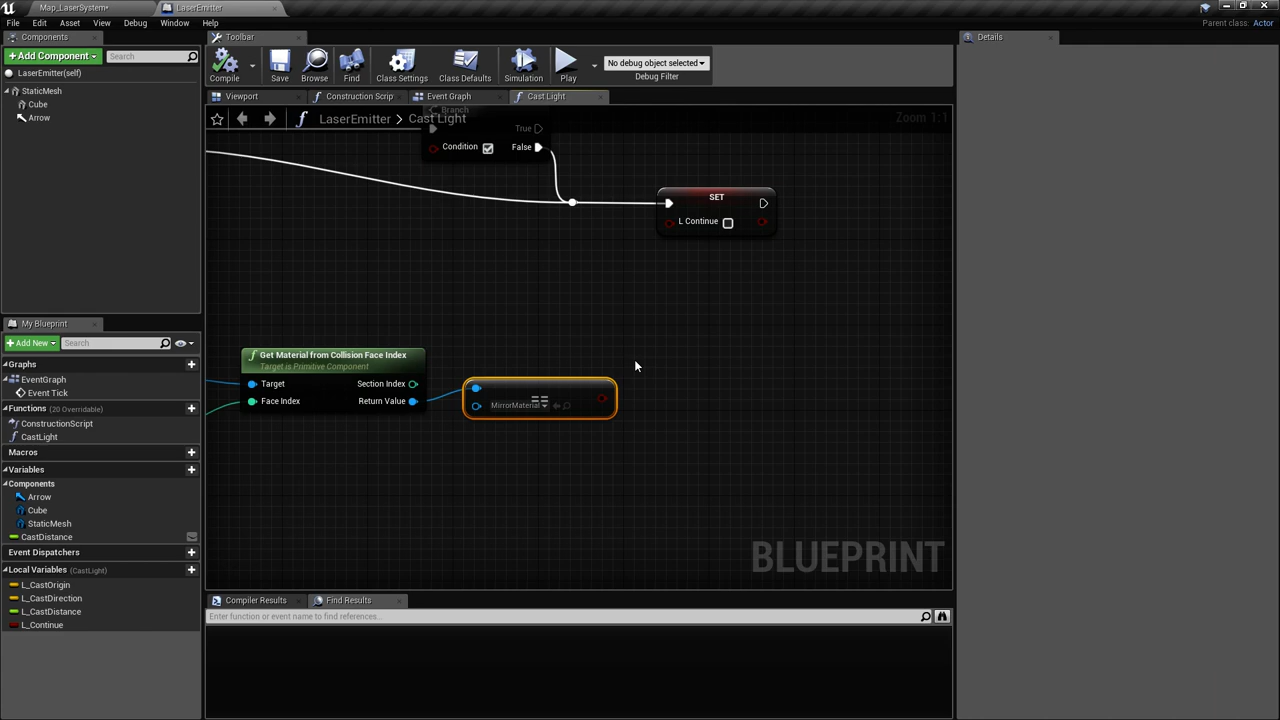 Map_LaserSystem*
LaserEmitter
File Edit Asset View Debug Window Help
Parent class: Actor
Components
+Add Component
Search
LaserEmitter(self)
StaticMesh
Cube
Arrow
Toolbar
Compile
Save
Browse
Find
Class Settings
Class Defaults
Simulation
Play
No debug object selected
Debug Filter
Details
Viewport
Construction Scrip
Event Graph
Cast Light
LaserEmitter > Cast Light
Zoom 1:1
Branch
True
Condition
False
SET
L Continue
Get Material from Collision Face Index
Target is Primitive Component
Target
Section Index
Face Index
Return Value
==
MirrorMaterial
BLUEPRINT
My Blueprint
+Add New
Search
Graphs
EventGraph
Event Tick
Functions (20 Overridable)
ConstructionScript
CastLight
Macros
Variables
Components
Arrow
Cube
StaticMesh
CastDistance
Event Dispatchers
Local Variables (CastLight)
L_CastOrigin
L_CastDirection
L_CastDistance
L_Continue
Compiler Results
Find Results
Enter function or event name to find references...